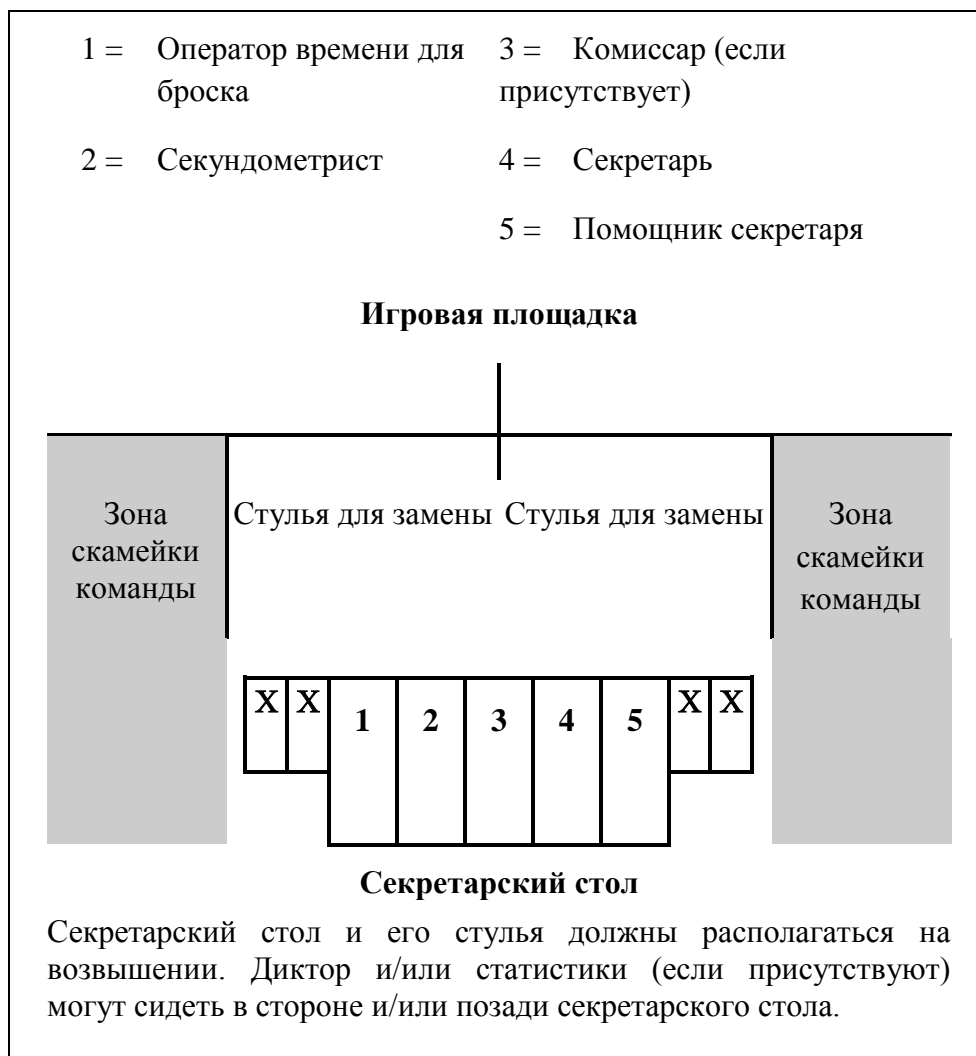 1 = Оператор времени для броска
3 = Комиссар (если присутствует)
2 = Секундометрист
4 = Секретарь
5 = Помощник секретаря
Игровая площадка
Зона
скамейки
команды
Стулья для замены Стулья для замены
Зона
скамейки
команды
X X 1 2 3 4 5 X X
Секретарский стол
Секретарский стол и его стулья должны располагаться на
возвышении. Диктор и/или статистики (если присутствуют)
могут сидеть в стороне и/или позади секретарского стола.